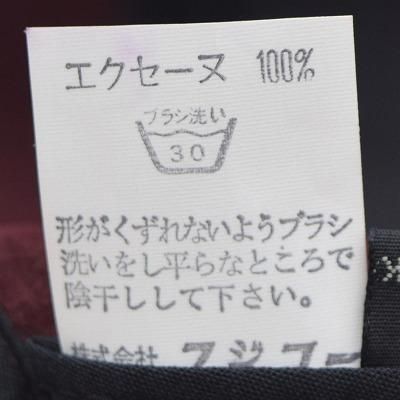 エクセーヌ 100%
ブラシ洗い
30
形がくずれないようブラシ
洗いをし平らなところで
陰干しして下さい。
株式会社